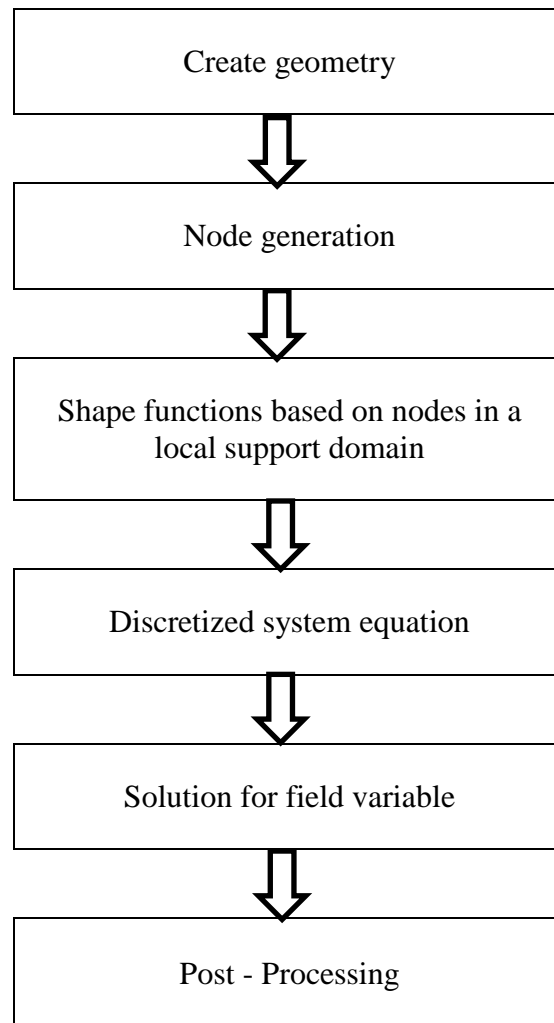 Create geometry
Node generation
Shape functions based on nodes in a
local support domain
Discretized system equation
Solution for field variable
Post - Processing